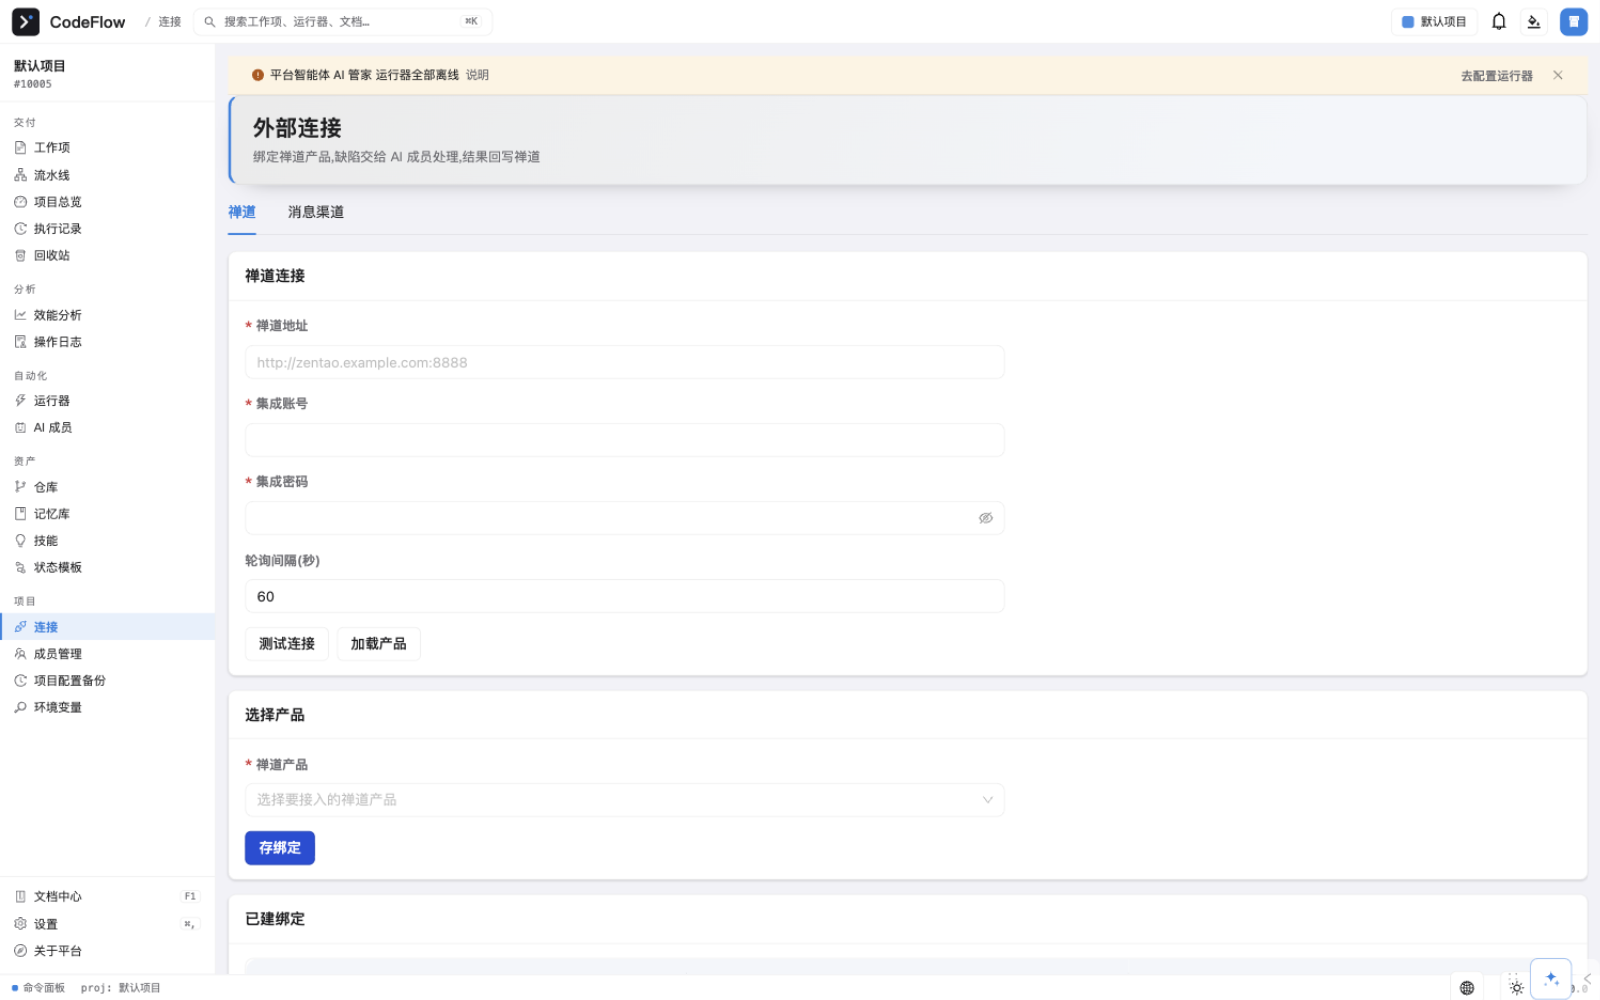 CodeFlow / 连接 搜索工作项、运行器、文档... ⌘K 默认项目
默认项目
#10005
交付
工作项
流水线
项目总览
执行记录
回收站
分析
效能分析
操作日志
自动化
运行器
AI 成员
资产
仓库
记忆库
技能
状态模板
项目
连接
成员管理
项目配置备份
环境变量
文档中心 F1
设置 ⌘,
关于平台
平台智能体 AI 管家 运行器全部离线 说明 去配置运行器
外部连接
绑定禅道产品,缺陷交给 AI 成员处理,结果回写禅道
禅道 消息渠道
禅道连接
* 禅道地址
http://zentao.example.com:8888
* 集成账号
* 集成密码
轮询间隔(秒)
60
测试连接 加载产品
选择产品
* 禅道产品
选择要接入的禅道产品
存绑定
已建绑定
命令面板 proj: 默认项目